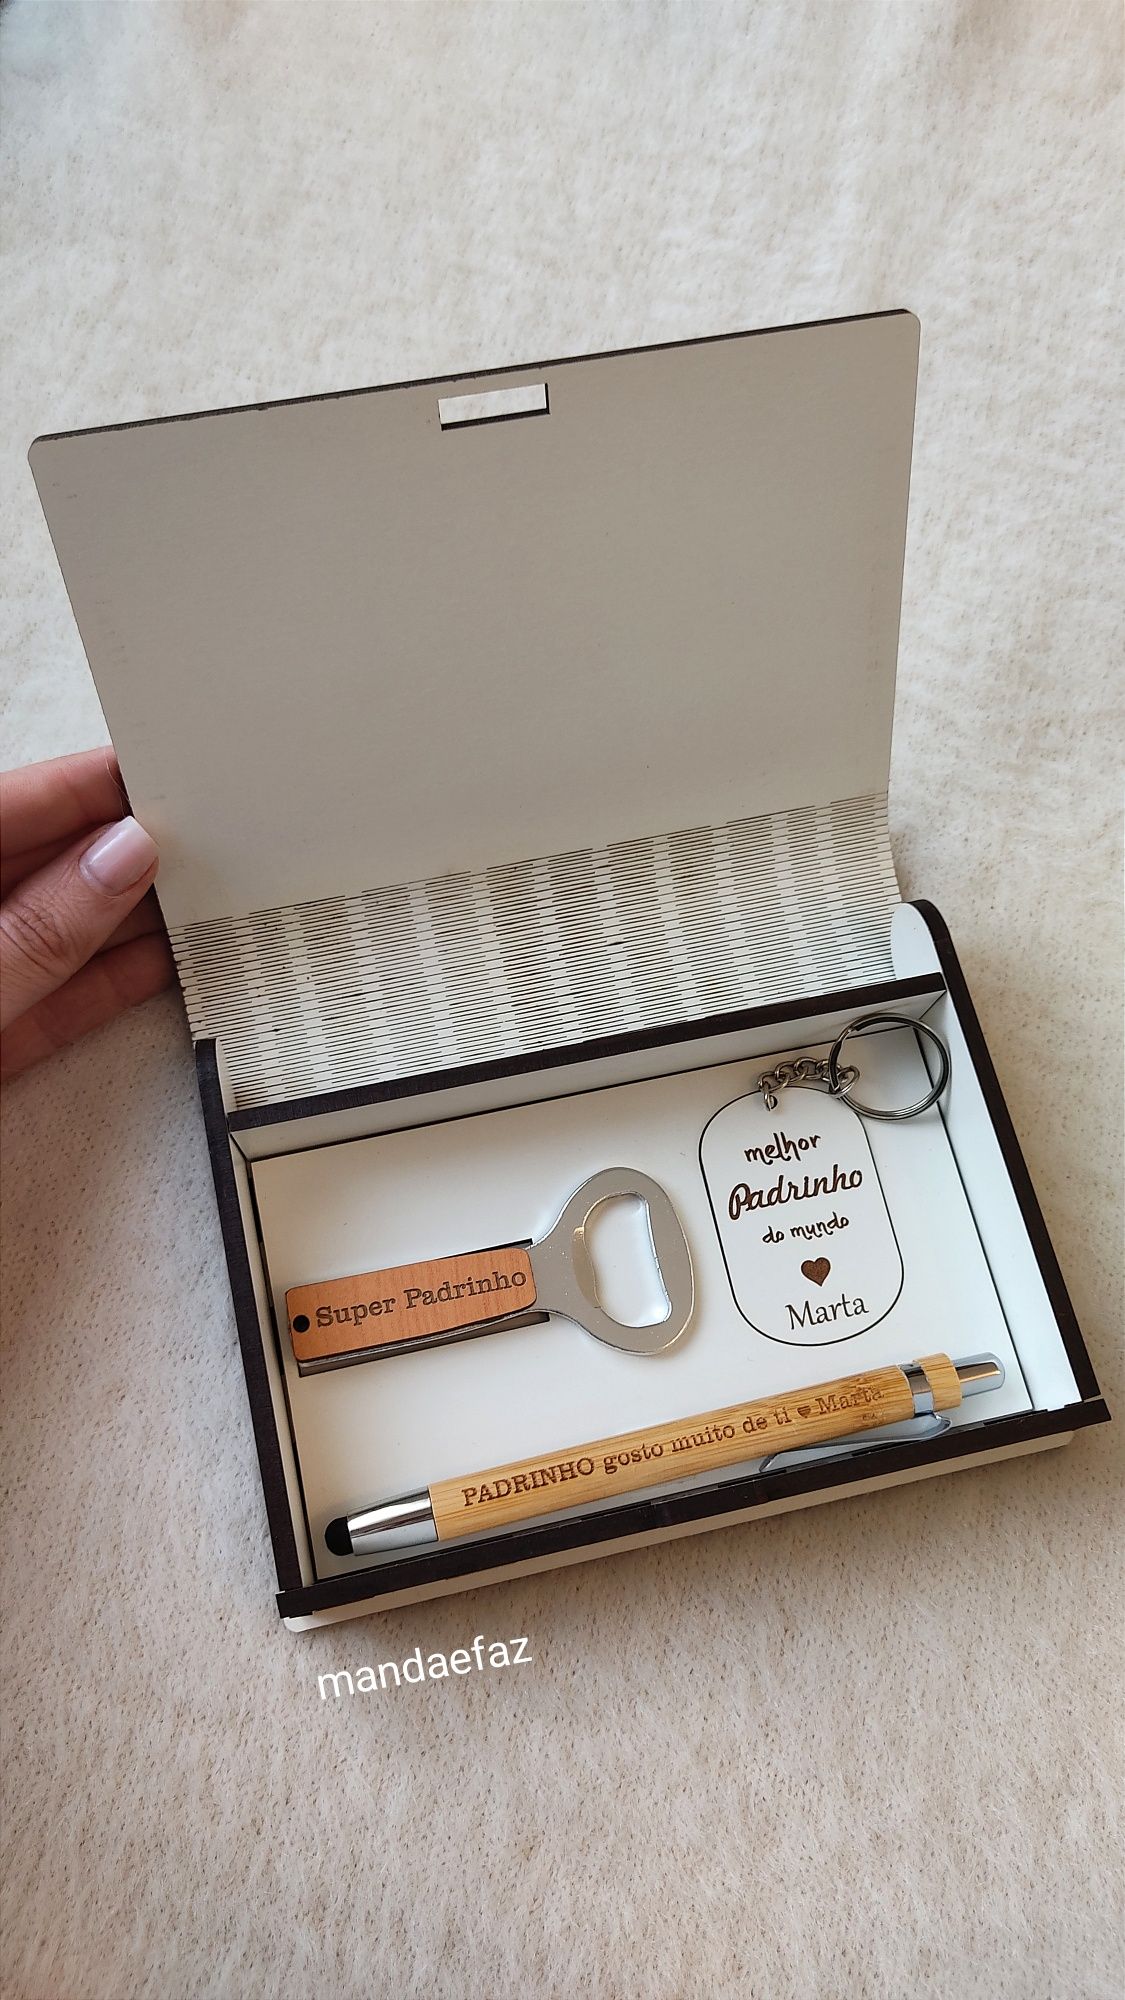 melhor
Padrinho
do mundo
Marta
Super Padrinho
PADRINHO gosto muito de ti ♥ Marta
mandaefaz